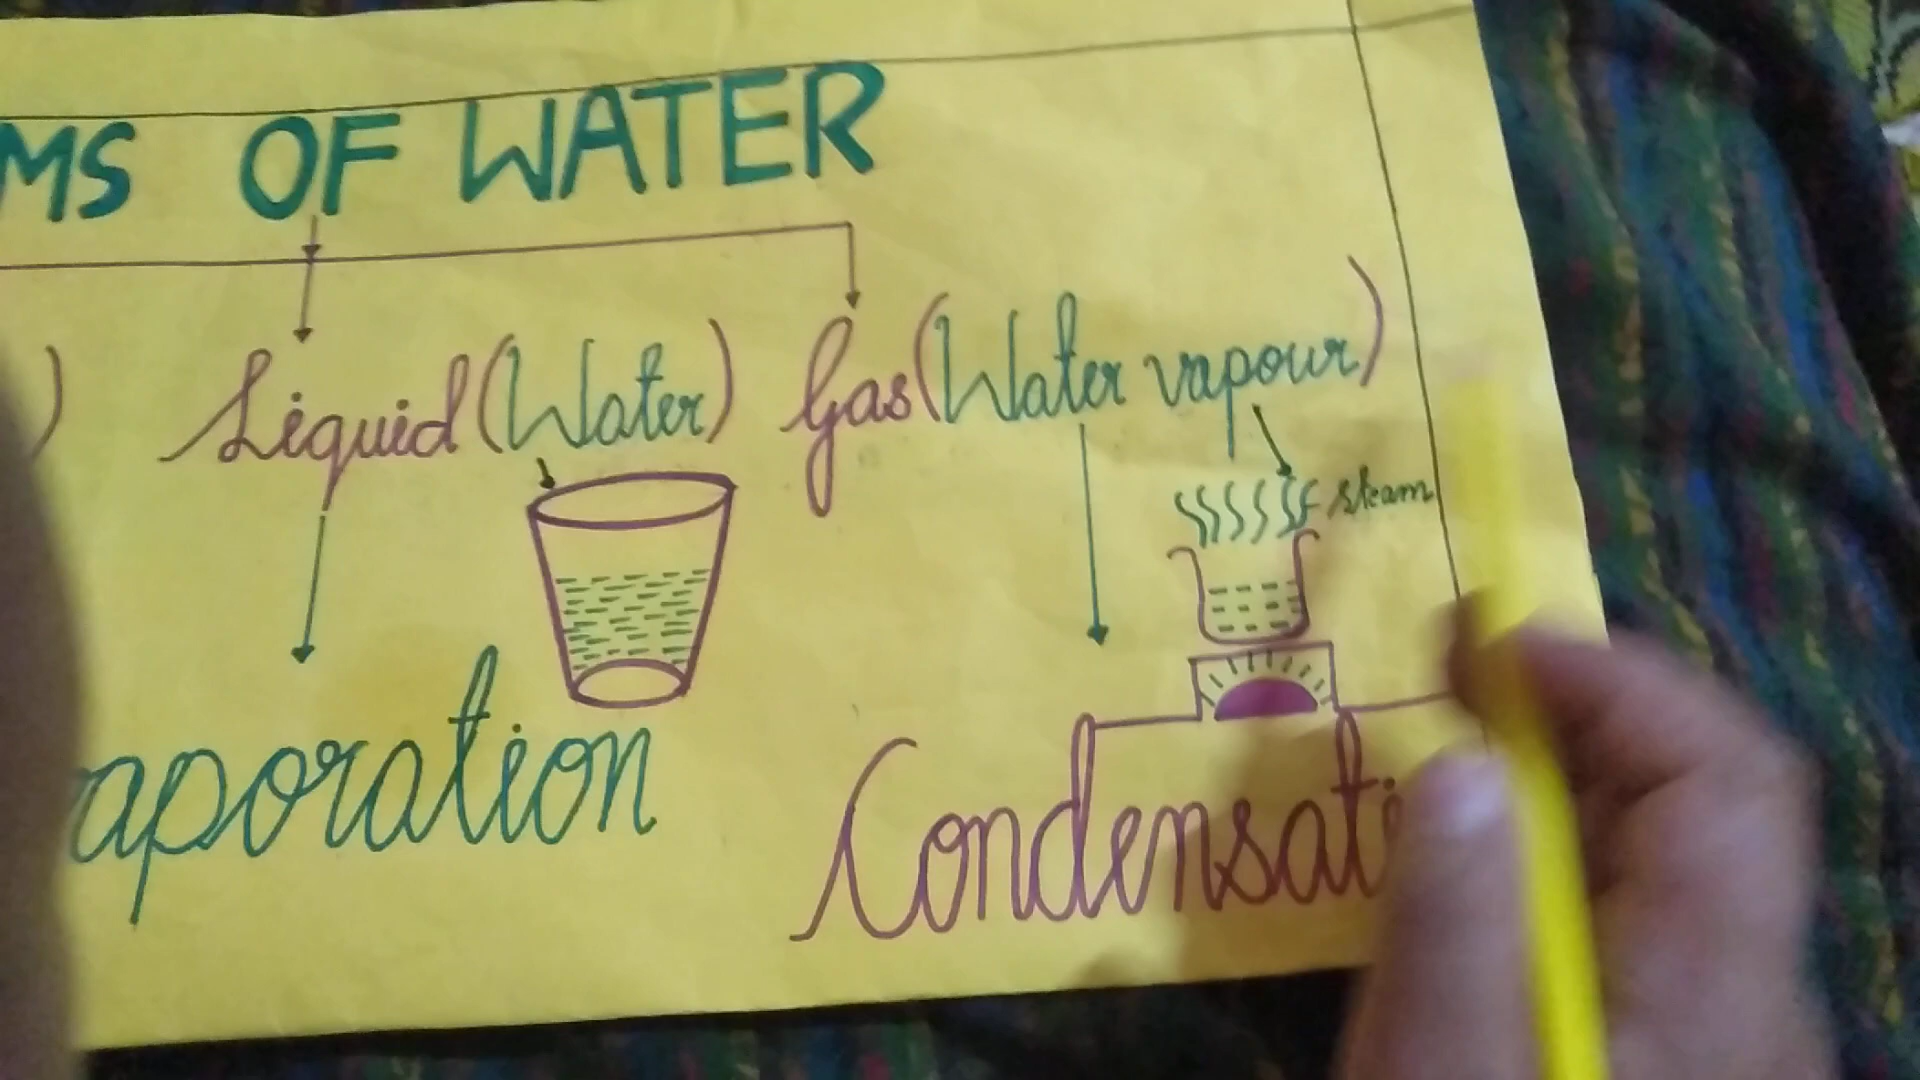 MS OF WATER
) Liquid (Water) Gas (Water vapour)
steam
aporation Condensati